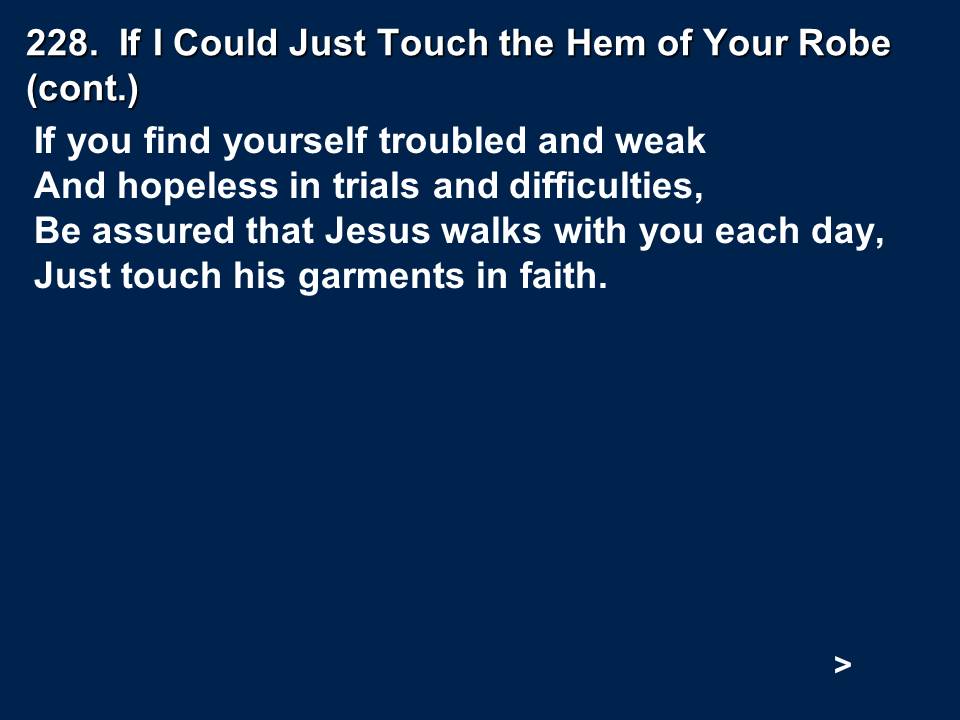 228.  If I Could Just Touch the Hem of Your Robe
(cont.)
If you find yourself troubled and weak
And hopeless in trials and difficulties,
Be assured that Jesus walks with you each day,
Just touch his garments in faith.
>